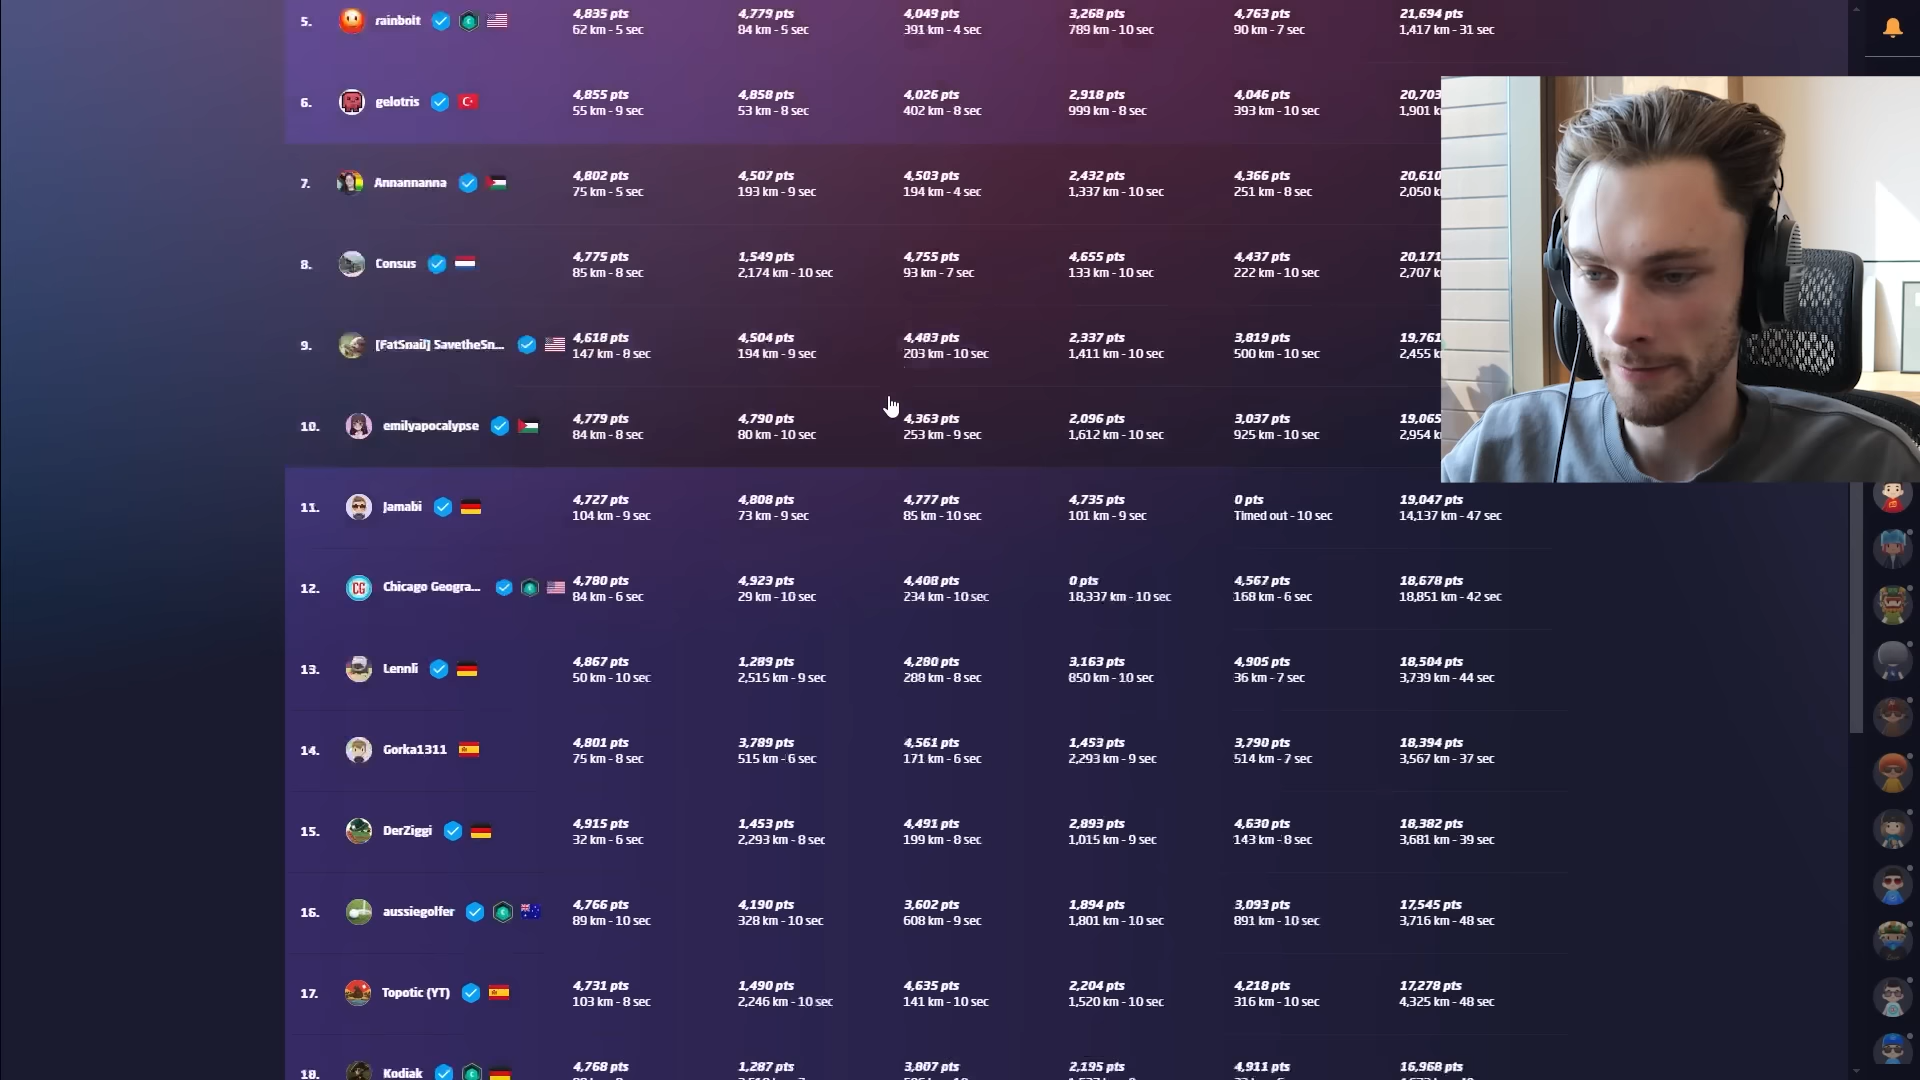 5. rainbolt 4,835 pts 4,779 pts 4,049 pts 3,268 pts 4,763 pts 21,694 pts
62 km - 5 sec 84 km - 5 sec 391 km - 4 sec 789 km - 10 sec 90 km - 7 sec 1,417 km - 31 sec
6. gelotris 4,855 pts 4,858 pts 4,026 pts 2,918 pts 4,046 pts 20,703
55 km - 9 sec 53 km - 8 sec 402 km - 8 sec 999 km - 8 sec 393 km - 10 sec 1,901 k
7. Annannanna 4,802 pts 4,507 pts 4,503 pts 2,432 pts 4,366 pts 20,610
75 km - 5 sec 193 km - 9 sec 194 km - 4 sec 1,337 km - 10 sec 251 km - 8 sec 2,050 k
8. Consus 4,775 pts 1,549 pts 4,755 pts 4,655 pts 4,437 pts 20,171
85 km - 8 sec 2,174 km - 10 sec 93 km - 7 sec 133 km - 10 sec 222 km - 10 sec 2,707 k
9. [FatSnail] SavetheSn... 4,618 pts 4,504 pts 4,483 pts 2,337 pts 3,819 pts 19,761
147 km - 8 sec 194 km - 9 sec 203 km - 10 sec 1,411 km - 10 sec 500 km - 10 sec 2,455 k
10. emilyapocalypse 4,779 pts 4,790 pts 4,363 pts 2,096 pts 3,037 pts 19,065
84 km - 8 sec 80 km - 10 sec 253 km - 9 sec 1,612 km - 10 sec 925 km - 10 sec 2,954 k
11. Jamabi 4,727 pts 4,808 pts 4,777 pts 4,735 pts 0 pts 19,047 pts
104 km - 9 sec 73 km - 9 sec 85 km - 10 sec 101 km - 9 sec Timed out - 10 sec 14,137 km - 47 sec
12. CG Chicago Geogra... 4,780 pts 4,923 pts 4,408 pts 0 pts 4,567 pts 18,678 pts
84 km - 6 sec 29 km - 10 sec 234 km - 10 sec 18,337 km - 10 sec 168 km - 6 sec 18,851 km - 42 sec
13. Lennli 4,867 pts 1,289 pts 4,280 pts 3,163 pts 4,905 pts 18,504 pts
50 km - 10 sec 2,515 km - 9 sec 288 km - 8 sec 850 km - 10 sec 36 km - 7 sec 3,739 km - 44 sec
14. Gorka1311 4,801 pts 3,789 pts 4,561 pts 1,453 pts 3,790 pts 18,394 pts
75 km - 8 sec 515 km - 6 sec 171 km - 6 sec 2,293 km - 9 sec 514 km - 7 sec 3,567 km - 37 sec
15. DerZiggi 4,915 pts 1,453 pts 4,491 pts 2,893 pts 4,630 pts 18,382 pts
32 km - 6 sec 2,293 km - 8 sec 199 km - 8 sec 1,015 km - 9 sec 143 km - 8 sec 3,681 km - 39 sec
16. aussiegolfer 4,766 pts 4,190 pts 3,602 pts 1,894 pts 3,093 pts 17,545 pts
89 km - 10 sec 328 km - 10 sec 608 km - 9 sec 1,801 km - 10 sec 891 km - 10 sec 3,716 km - 48 sec
17. Topotic (YT) 4,731 pts 1,490 pts 4,635 pts 2,204 pts 4,218 pts 17,278 pts
103 km - 8 sec 2,246 km - 10 sec 141 km - 10 sec 1,520 km - 10 sec 316 km - 10 sec 4,325 km - 48 sec
18. Kodiak 4,768 pts 1,287 pts 3,807 pts 2,195 pts 4,911 pts 16,968 pts